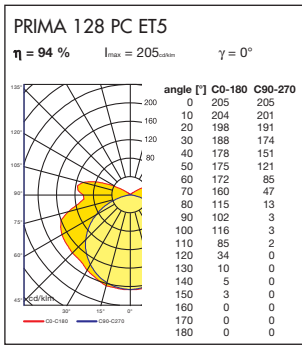 PRIMA 128 PC ET5
η = 94 % Imax = 205cd/klm γ = 0°
angle [°] C0-180 C90-270
0 205 205
10 204 201
20 198 191
30 188 174
40 178 151
50 175 121
60 172 85
70 160 47
80 115 13
90 102 3
100 116 3
110 85 2
120 34 0
130 10 0
140 5 0
150 3 0
160 0 0
170 0 0
180 0 0
135°
120°
105°
90°
75°
60°
45°
30°
15°
0°
200
160
120
80
cd/klm
C0-C180 C90-C270